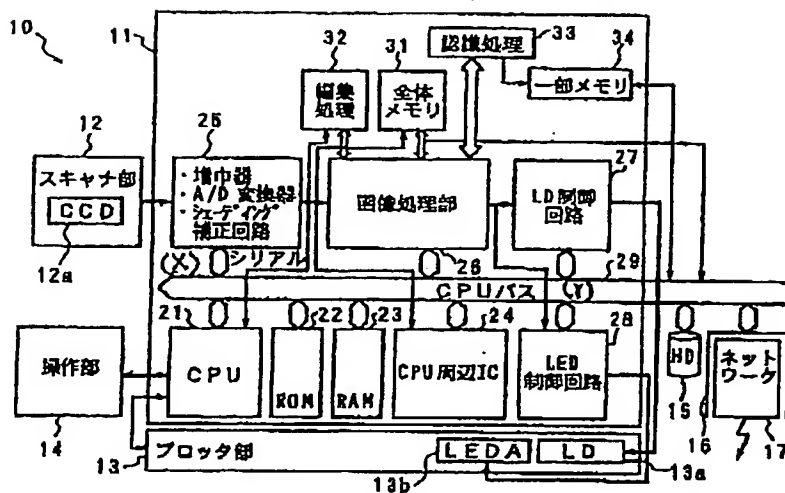 10
11
32
31
33
34
認識処理
一部メモリ
編集
処理
全体
メモリ
12
スキャナ部
CCD
12a
25
・増巾器
・A/D変換器
・シェーディング
補正回路
画像処理部
26
27
LD制御
回路
(X)
シリアル
29
CPUバス
(Y)
21
CPU
22
ROM
23
RAM
24
CPU周辺IC
28
LED
制御回路
操作部
14
HD
15
ネット
ワーク
16
17
13
プロッタ部
LEDA
13b
LD
13a